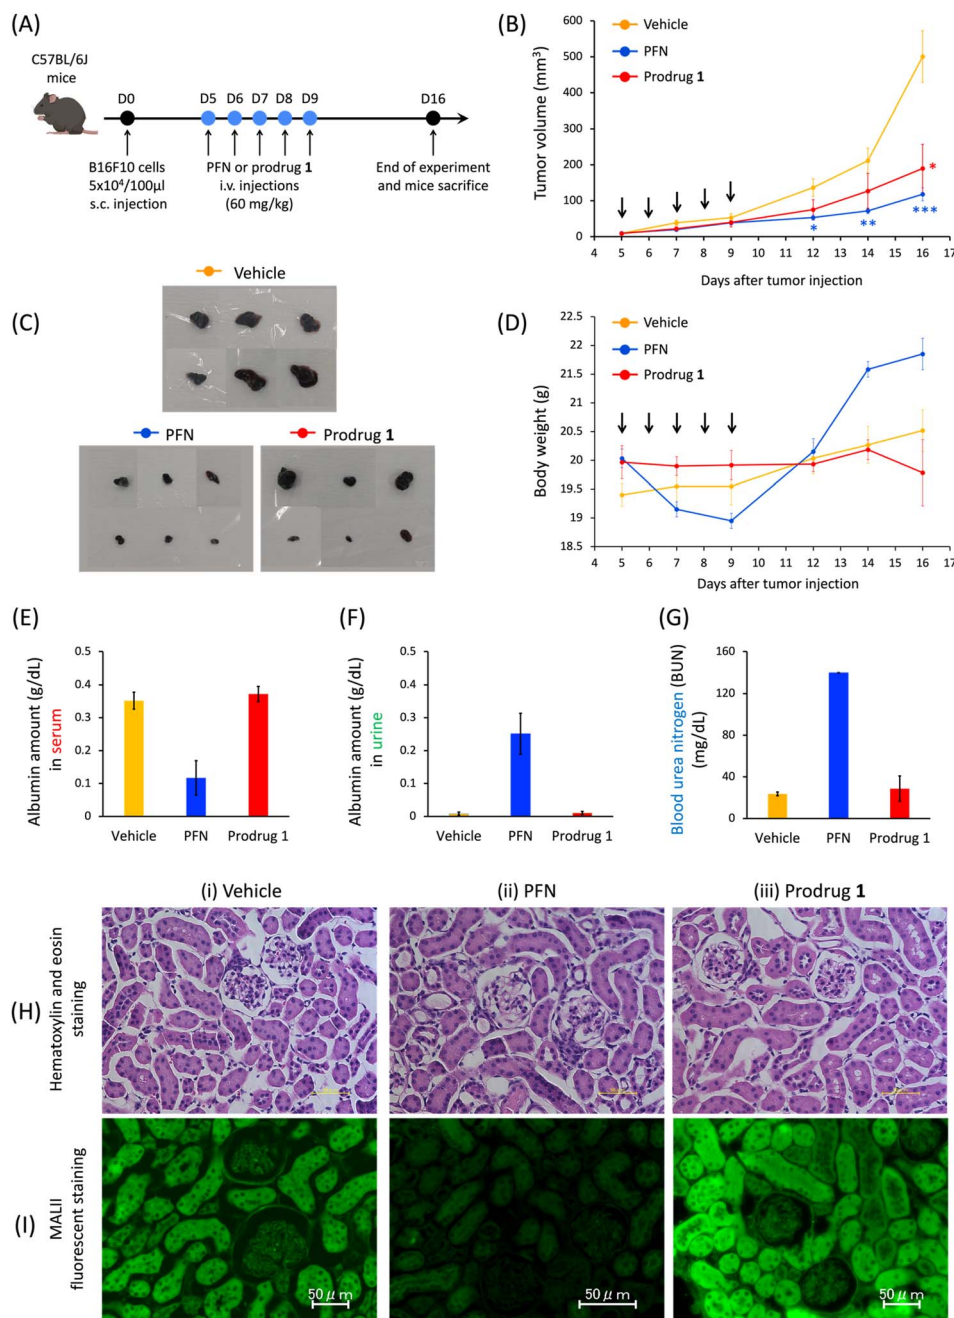 (A)
C57BL/6J
mice
D0
D5 D6 D7 D8 D9
D16
B16F10 cells
5x10⁴/100µl
s.c. injection
PFN or prodrug 1
i.v. injections
(60 mg/kg)
End of experiment
and mice sacrifice
(B)
Vehicle
PFN
Prodrug 1
Tumor volume (mm³)
600
500
400
300
200
100
0
*
**
***
*
4 5 6 7 8 9 10 11 12 13 14 15 16 17
Days after tumor injection
(C)
Vehicle
PFN
Prodrug 1
(D)
Vehicle
PFN
Prodrug 1
Body weight (g)
22.5
22
21.5
21
20.5
20
19.5
19
18.5
4 5 6 7 8 9 10 11 12 13 14 15 16 17
Days after tumor injection
(E)
Albumin amount (g/dL)
in serum
0.5
0.4
0.3
0.2
0.1
0
Vehicle PFN Prodrug 1
(F)
Albumin amount (g/dL)
in urine
0.5
0.4
0.3
0.2
0.1
0
Vehicle PFN Prodrug 1
(G)
Blood urea nitrogen (BUN)
(mg/dL)
160
120
80
40
0
Vehicle PFN Prodrug 1
(i) Vehicle
(ii) PFN
(iii) Prodrug 1
(H)
Hematoxylin and eosin
staining
(I)
MALII
fluorescent staining
50 µm
50 µm
50 µm